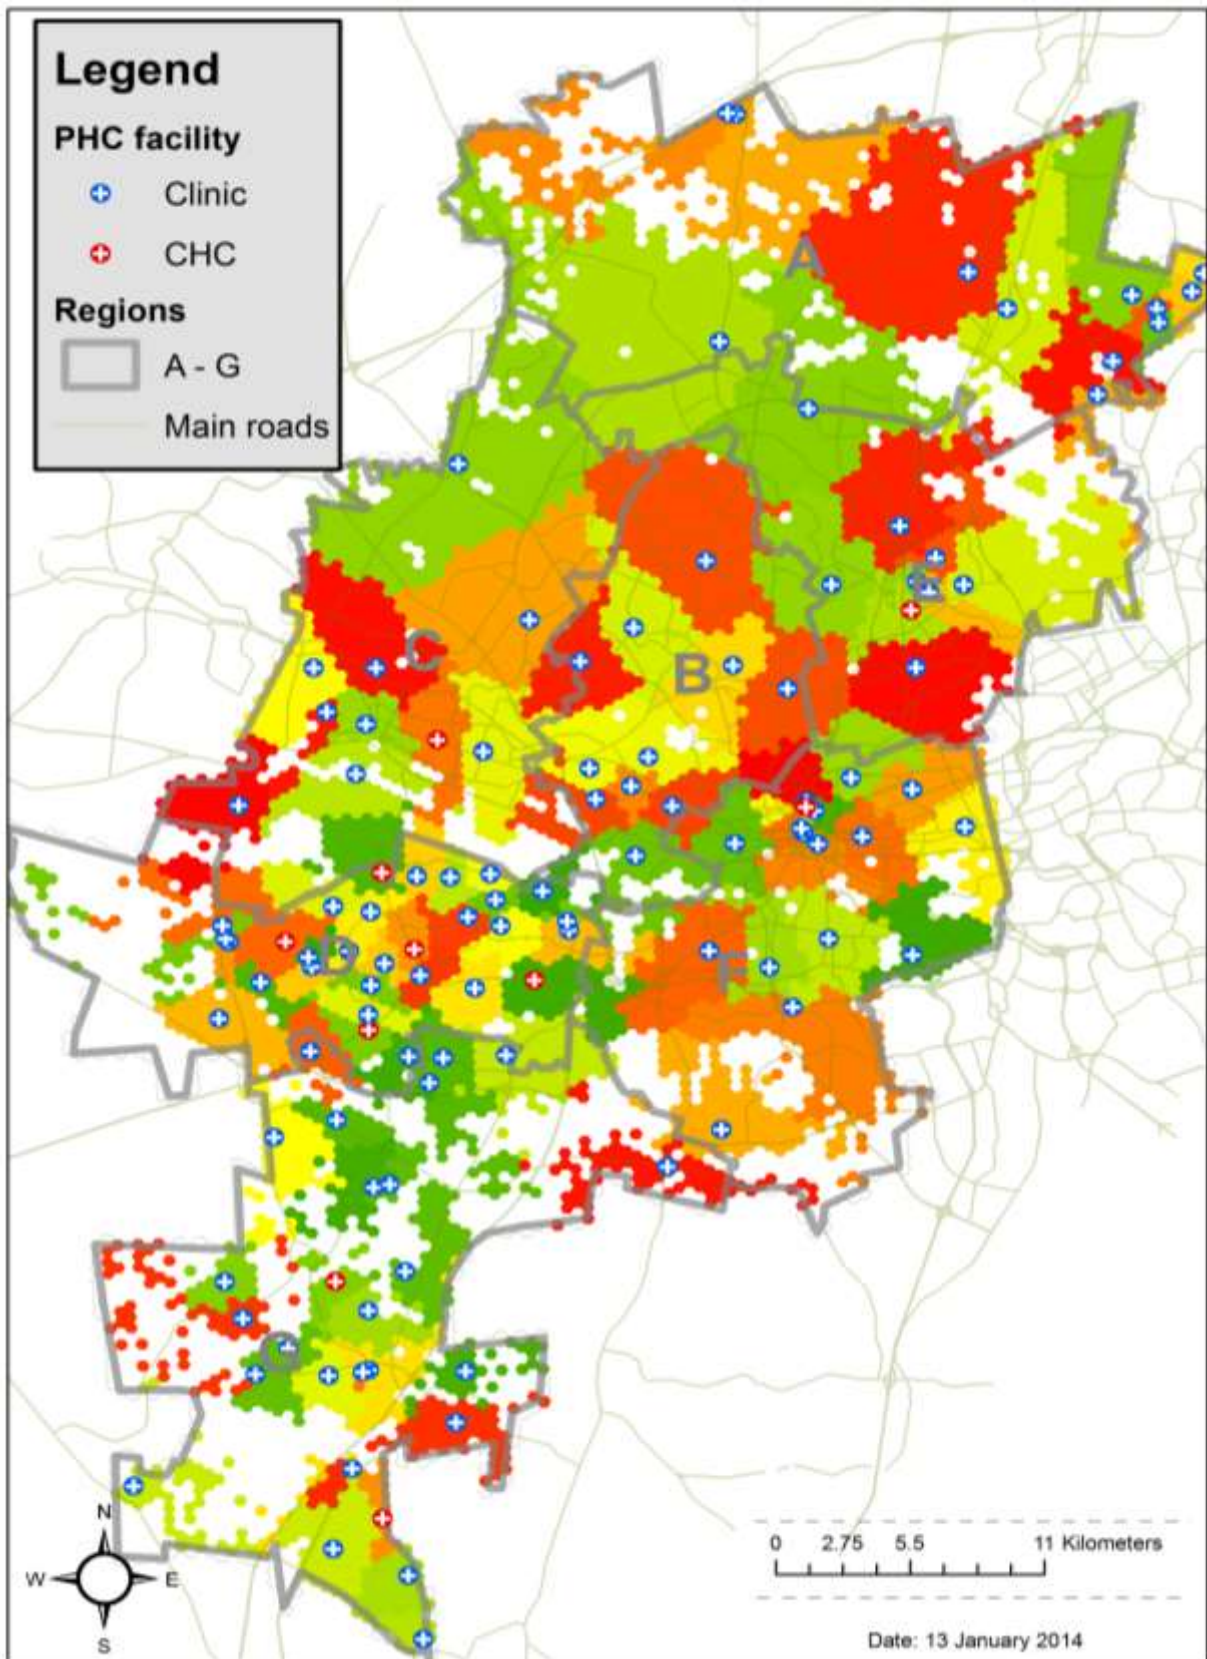 Legend
PHC facility
Clinic
CHC
Regions
A - G
Main roads
A
E
C
B
D
F
G
N
W
E
S
0 2.75 5.5 11 Kilometers
Date: 13 January 2014